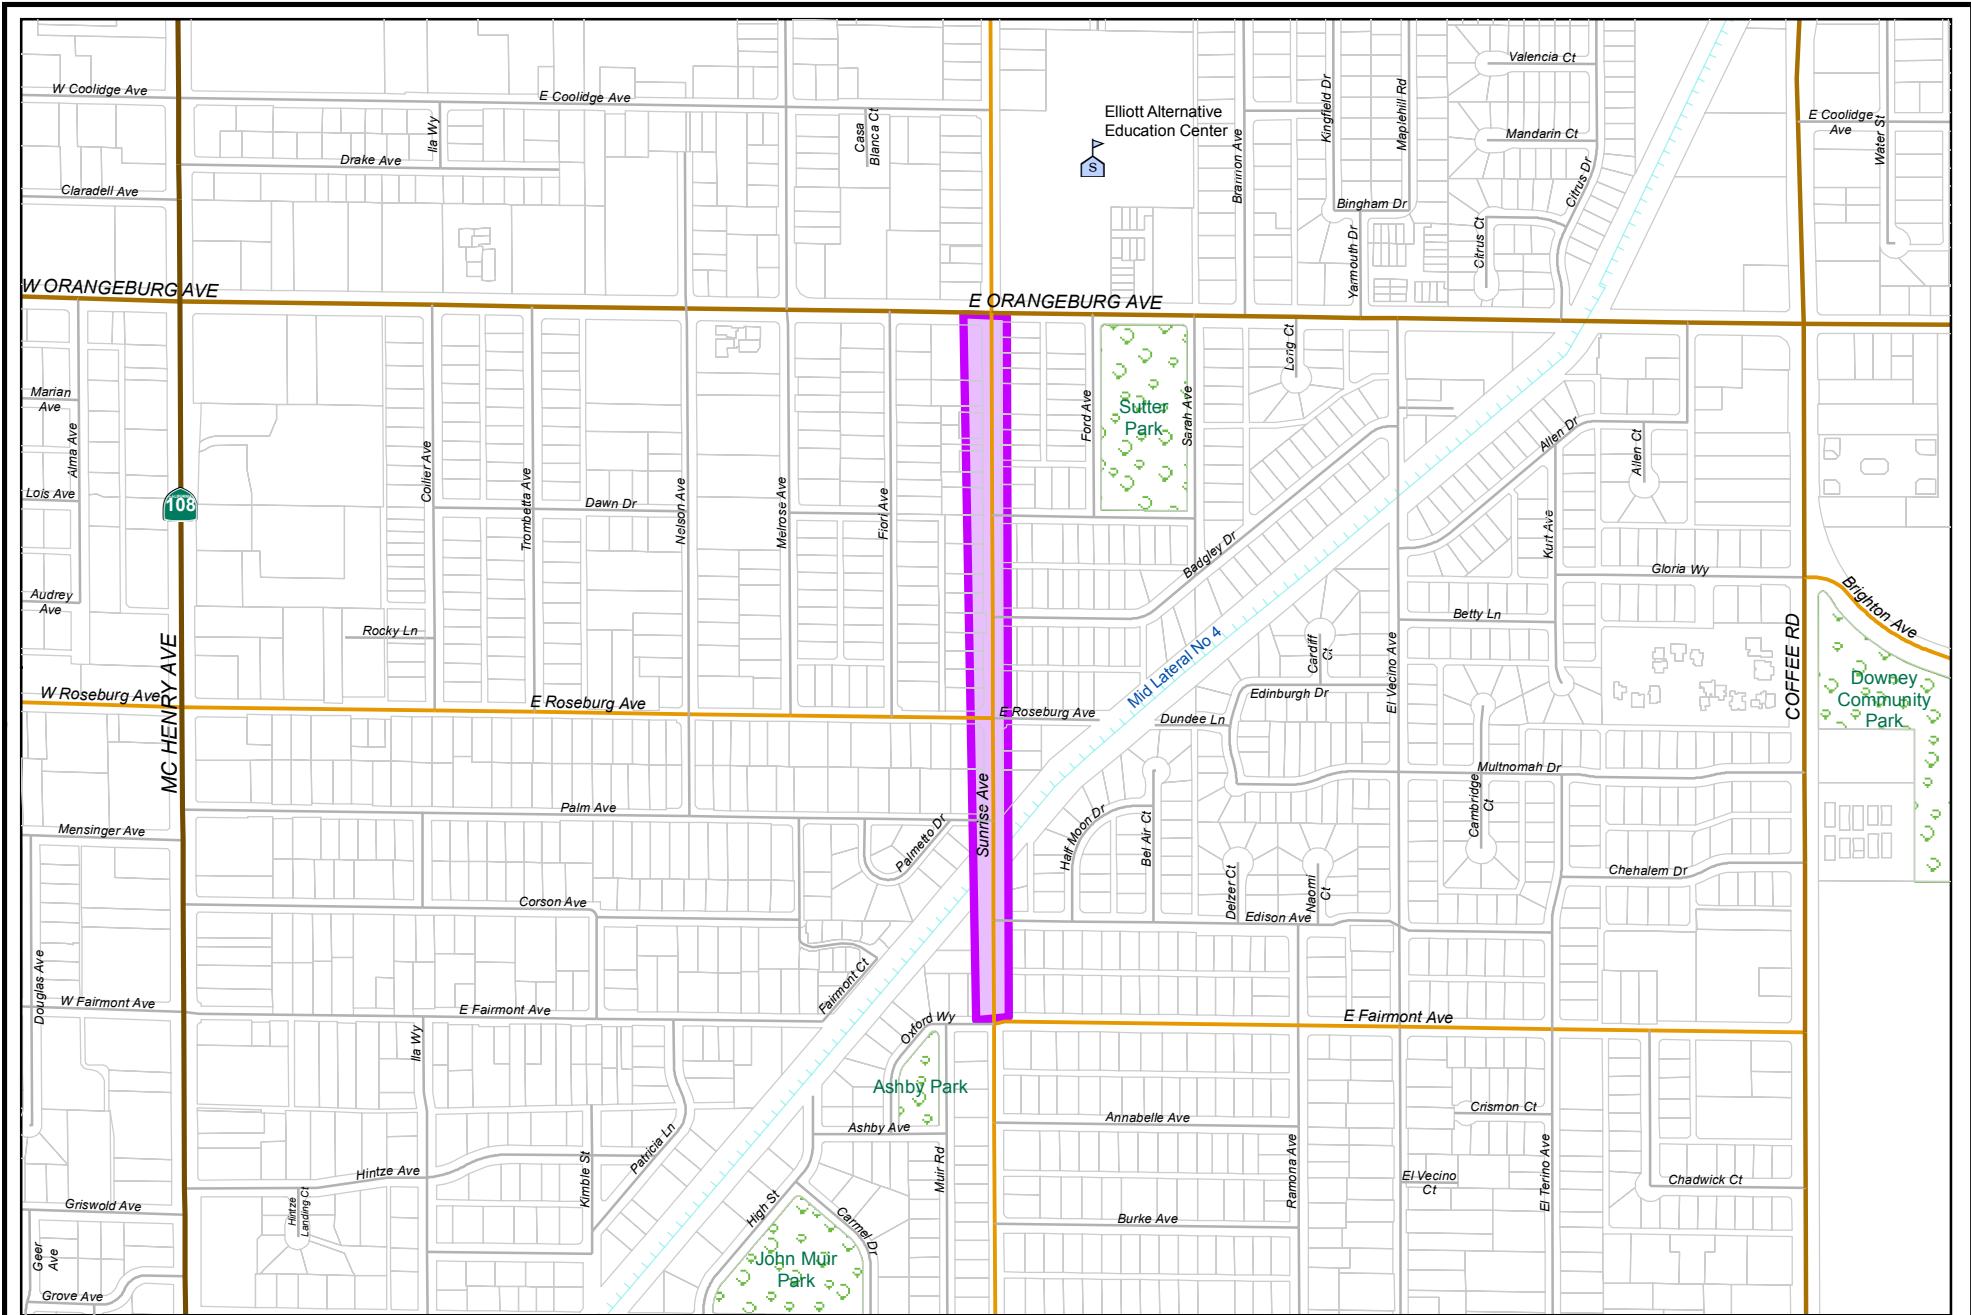 Valencia Ct
W Coolidge Ave
E Coolidge Ave
Elliott Alternative
Education Center
S
Kingfield Dr
Maplehill Rd
E Coolidge
Ave
Water St
Ila Wy
Casa
Blanca Ct
Mandarin Ct
Brannon Ave
Drake Ave
Citrus Dr
Claradell Ave
Bingham Dr
Citrus Ct
Yarmouth Dr
W ORANGEBURG AVE
E ORANGEBURG AVE
Long Ct
Marian
Ave
Sutter
Park
Ford Ave
Sarah Ave
Alma Ave
Collier Ave
Allen Dr
Allen Ct
Lois Ave
108
Trombetta Ave
Dawn Dr
Nelson Ave
Melrose Ave
Fiori Ave
Badgley Dr
Kurt Ave
Gloria Wy
Audrey
Ave
Brighton Ave
Rocky Ln
Betty Ln
MC HENRY AVE
Mid Lateral No 4
Cardiff
Ct
El Vecino Ave
COFFEE RD
W Roseburg Ave
E Roseburg Ave
E Roseburg Ave
Edinburgh Dr
Dundee Ln
Downey
Community
Park
Multnomah Dr
Sunrise Ave
Palm Ave
Cambridge
Ct
Mensinger Ave
Palmetto Dr
Half Moon Dr
Bel Air Ct
Chehalem Dr
Delzer Ct
Naomi
Ct
Corson Ave
Edison Ave
Douglas Ave
Fairmont Ct
W Fairmont Ave
E Fairmont Ave
E Fairmont Ave
Oxford Wy
Ila Wy
Ashby Park
Crismon Ct
Annabelle Ave
Ashby Ave
Patricia Ln
Hintze Ave
Kimble St
Muir Rd
Ramona Ave
El Vecino
Ct
El Terino Ave
Chadwick Ct
Griswold Ave
Hintze
Landing Ct
High St
Carmel Dr
Burke Ave
Geer
Ave
John Muir
Park
Grove Ave